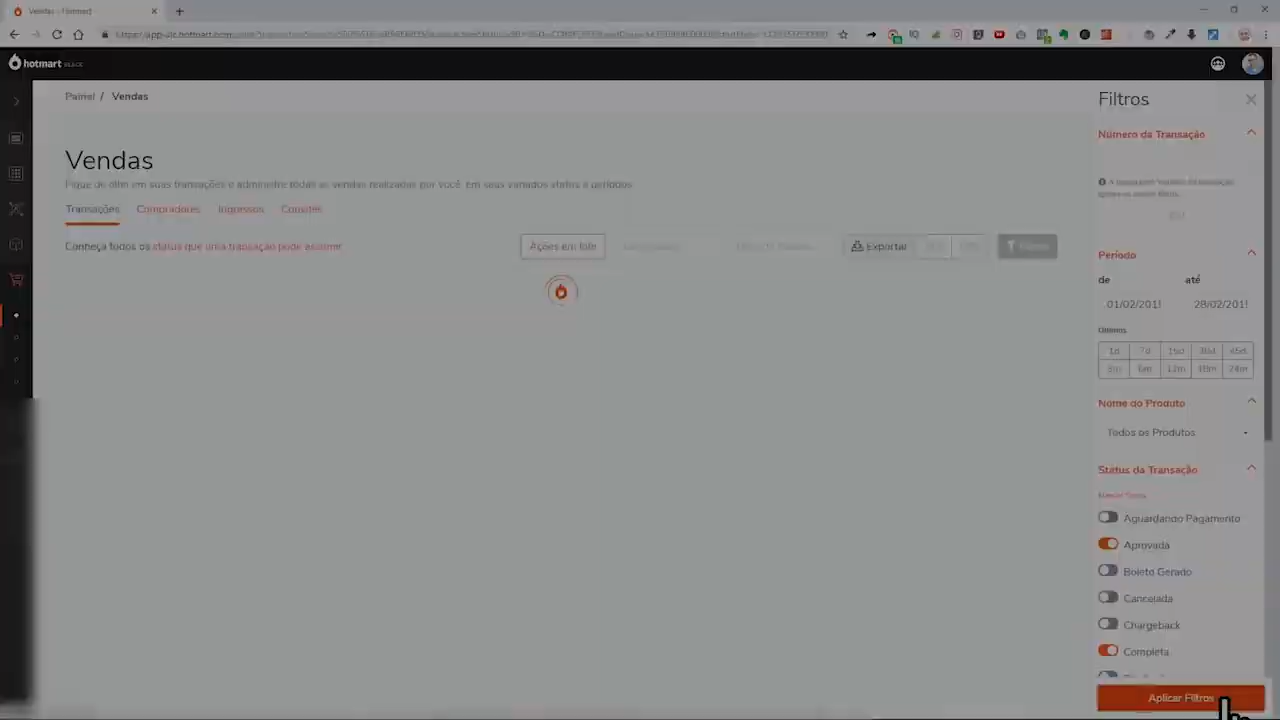 Vendas - Hotmart
hotmart
Painel / Vendas
Vendas
Fique de olho em suas transações e administre todas as vendas realizadas por você. Em seus variados status e períodos.
Transações Compradores Ingressos Convites
Conheça todos os status que uma transação pode assumir
Ações em lote
Exportar
Filtros
Número da Transação
Período
de até
01/02/201 28/02/201
Últimos
1d 7d 15d 30d 45d
3m 6m 12m 18m 24m
Nome do Produto
Todos os Produtos
Status da Transação
Aguardando Pagamento
Aprovada
Boleto Gerado
Cancelada
Chargeback
Completa
Aplicar Filtros